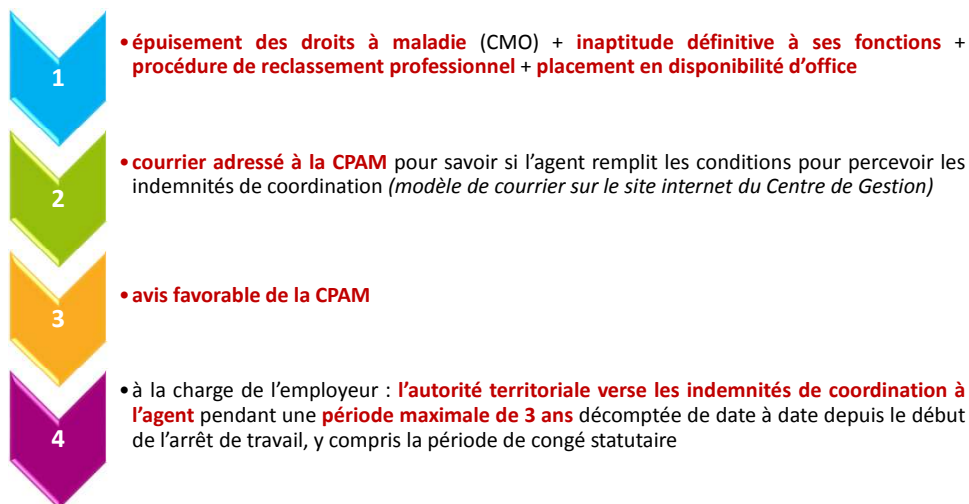 •épuisement des droits à maladie (CMO) + inaptitude définitive à ses fonctions +
procédure de reclassement professionnel + placement en disponibilité d’office
1
•courrier adressé à la CPAM pour savoir si l’agent remplit les conditions pour percevoir les
indemnités de coordination (modèle de courrier sur le site internet du Centre de Gestion)
2
•avis favorable de la CPAM
3
•à la charge de l’employeur : l’autorité territoriale verse les indemnités de coordination à
l’agent pendant une période maximale de 3 ans décomptée de date à date depuis le début
de l’arrêt de travail, y compris la période de congé statutaire
4